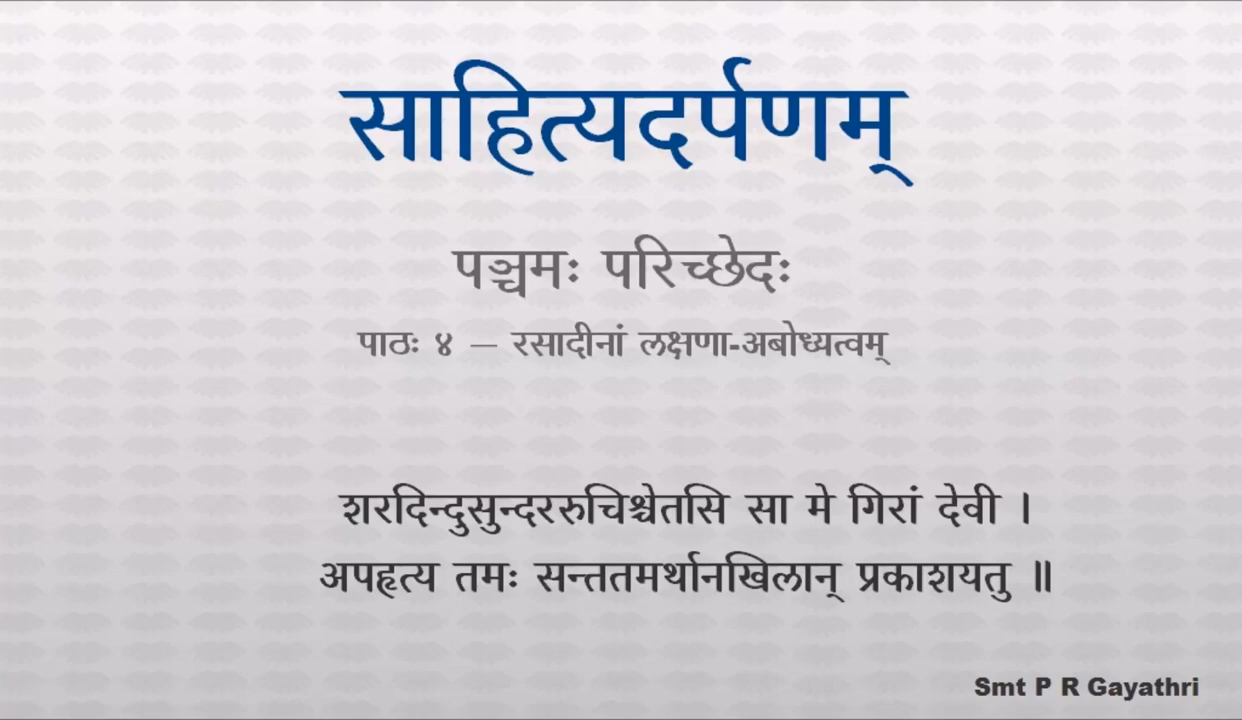 साहित्यदर्पणम्
पञ्चमः परिच्छेदः
पाठः ४ – रसादीनां लक्षणा-अबोध्यत्वम्
शरदिन्दुसुन्दररुचिश्चेतसि सा मे गिरां देवी ।
अपहृत्य तमः सन्ततमर्थानखिलान् प्रकाशयतु ॥
Smt P R Gayathri